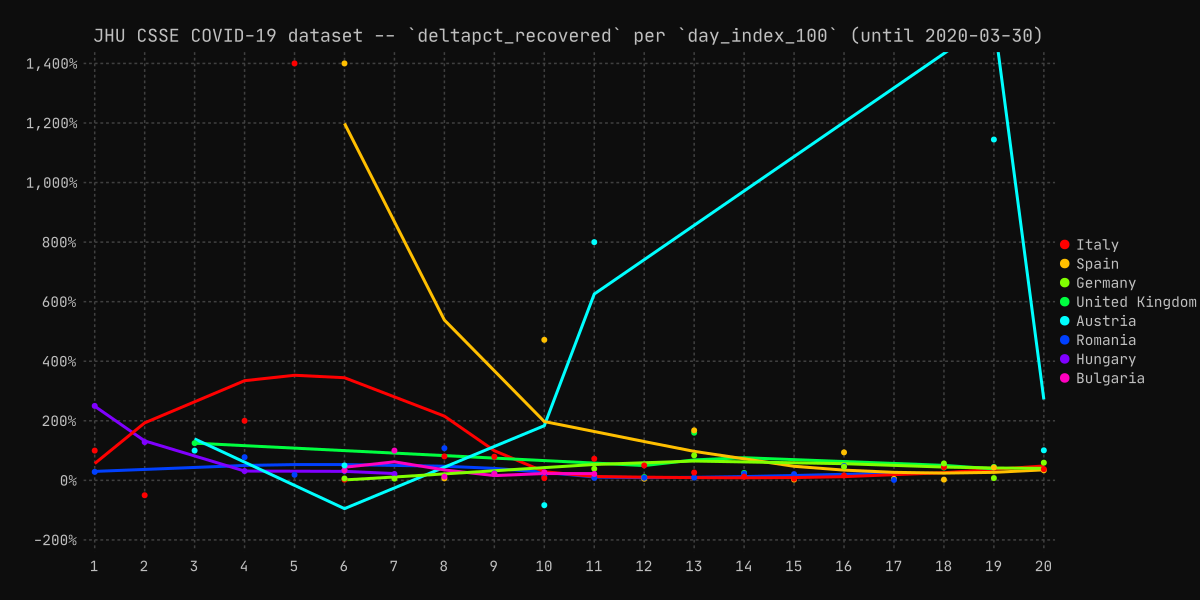 JHU CSSE COVID-19 dataset -- `deltapct_recovered` per `day_index_100` (until 2020-03-30)
1,400%
1,200%
1,000%
800%
600%
400%
200%
0%
-200%
1 2 3 4 5 6 7 8 9 10 11 12 13 14 15 16 17 18 19 20
Italy
Spain
Germany
United Kingdom
Austria
Romania
Hungary
Bulgaria